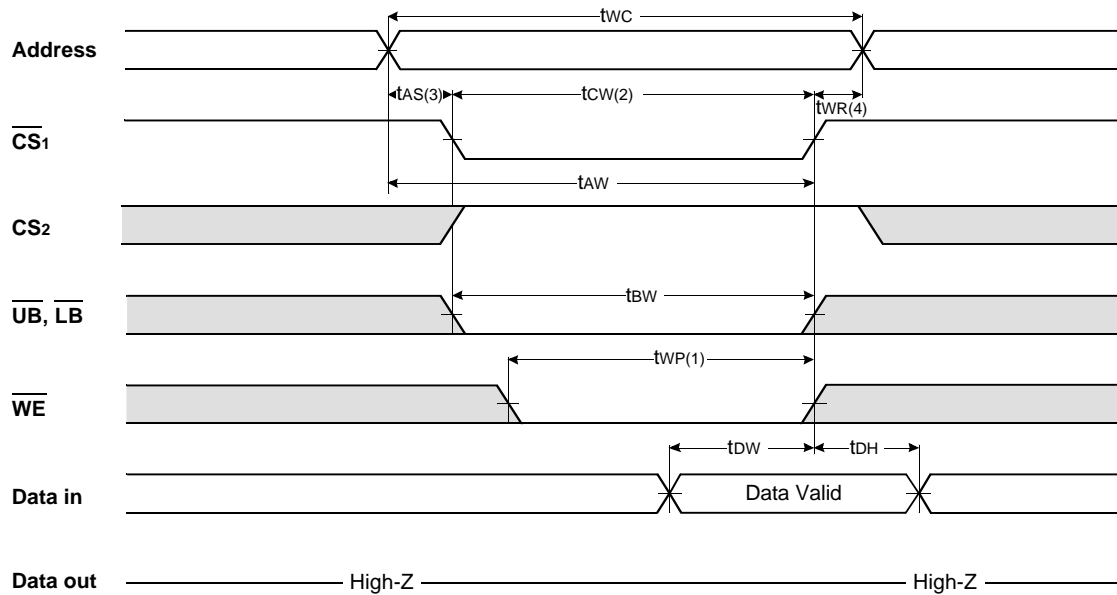 tWC
Address
tAS(3) tCW(2) tWR(4)
CS1
tAW
CS2
tBW
UB, LB
tWP(1)
WE
tDW tDH
Data in Data Valid
Data out High-Z High-Z